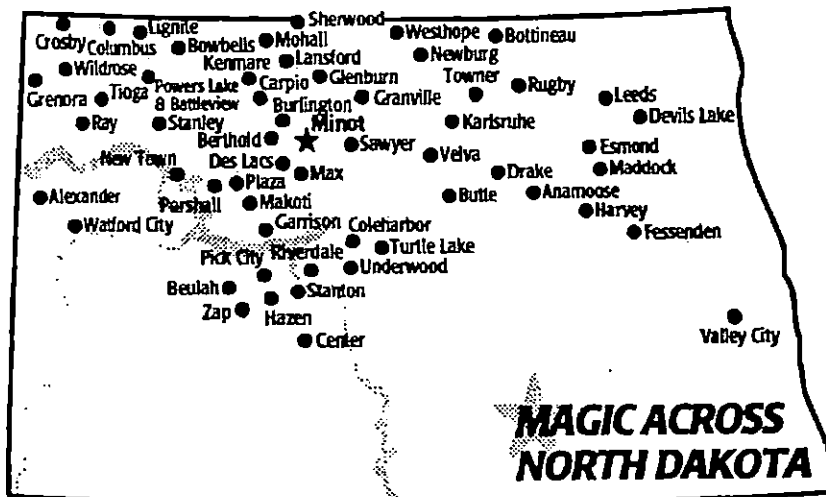 Sherwood
Lignite
Westhope
Bottineau
Crosby
Columbus
Bowbells
Mohall
Newburg
Kenmare
Lansford
Wildrose
Powers Lake
& Battleview
Carpio
Glenburn
Towner
Rugby
Grenora
Tioga
Burlington
Granville
Leeds
Devils Lake
Ray
Stanley
Minot
Karlsruhe
Berthold
Sawyer
Esmond
New Town
Des Lacs
Velva
Drake
Maddock
Max
Alexander
Parshall
Plaza
Makoti
Butte
Anamoose
Harvey
Watford City
Garrison
Coleharbor
Fessenden
Turtle Lake
Pick City
Riverdale
Underwood
Beulah
Stanton
Zap
Hazen
Center
Valley City
MAGIC ACROSS
NORTH DAKOTA